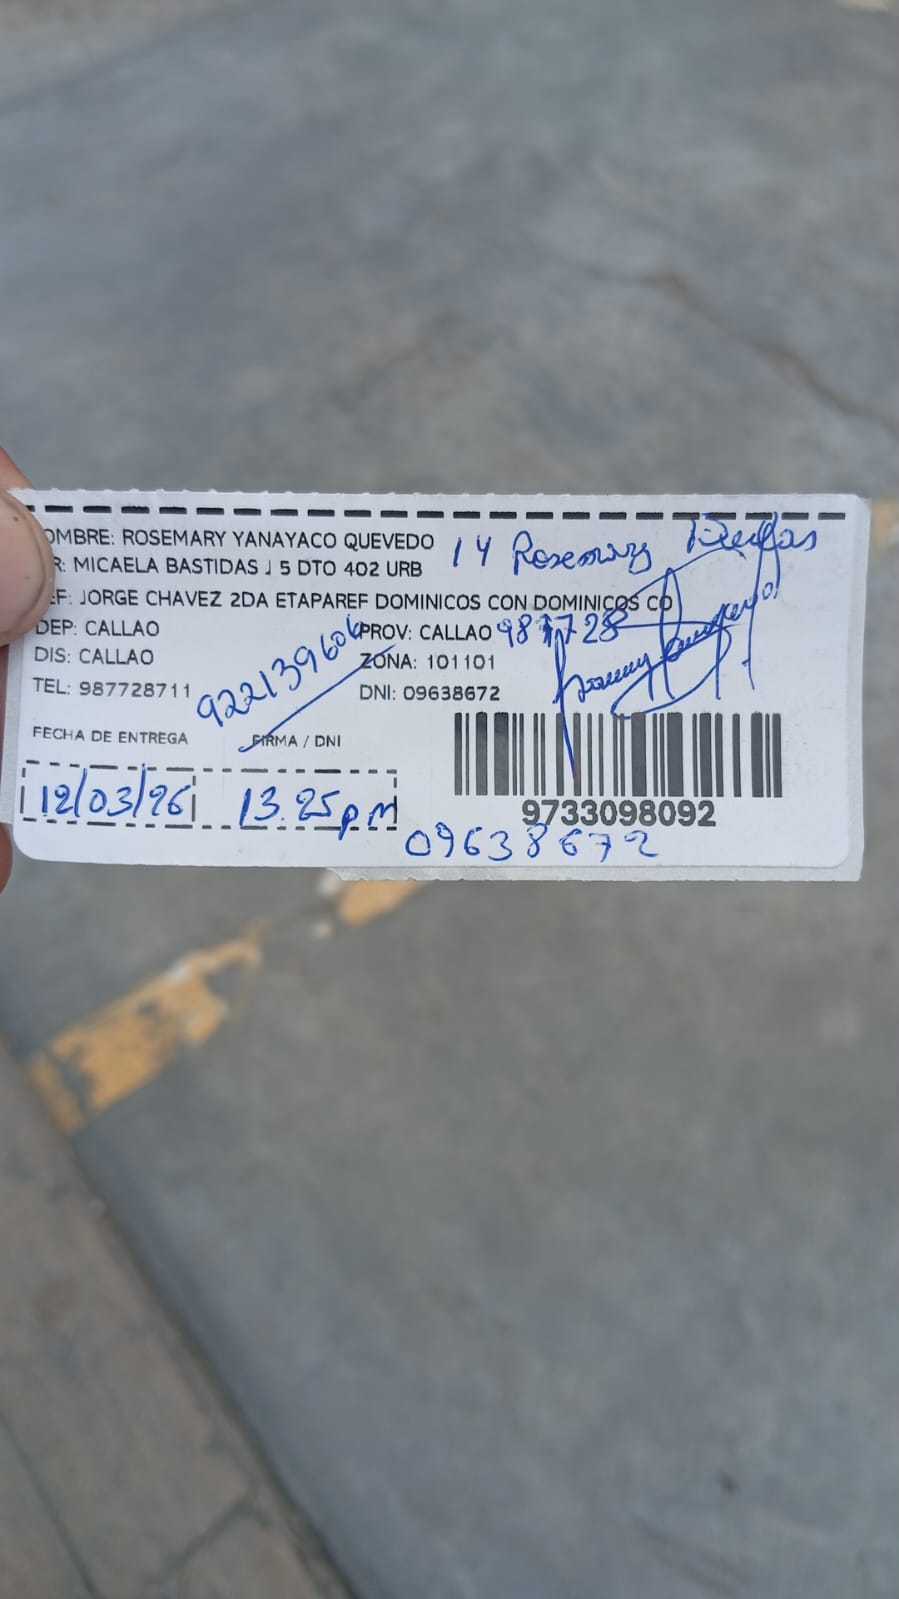 OMBRE: ROSEMARY YANAYACO QUEVEDO
R: MICAELA BASTIDAS J 5 DTO 402 URB
EF: JORGE CHAVEZ 2DA ETAPAREF DOMINICOS CON DOMINICOS CO
DEP: CALLAO PROV: CALLAO
DIS: CALLAO ZONA: 101101
TEL: 987728711 DNI: 09638672
14 Rosemary
987728
922139606
FECHA DE ENTREGA FIRMA / DNI
12/03/26 13.25pm
9733098092
09638672